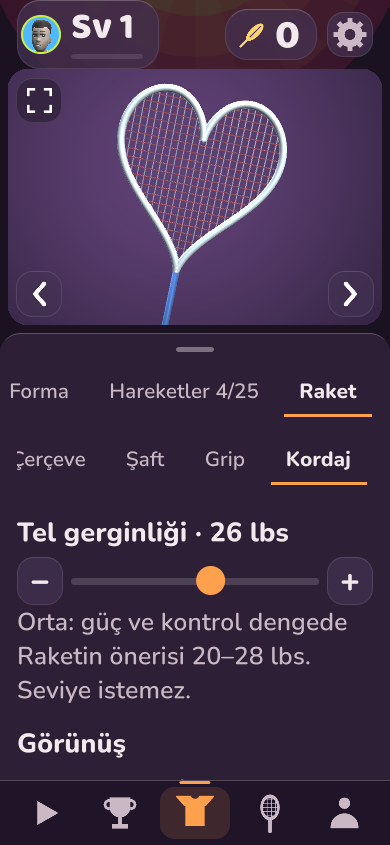 Sv 1
0
Forma
Hareketler 4/25
Raket
Çerçeve
Şaft
Grip
Kordaj
Tel gerginliği · 26 lbs
Orta: güç ve kontrol dengede
Raketin önerisi 20–28 lbs.
Seviye istemez.
Görünüş